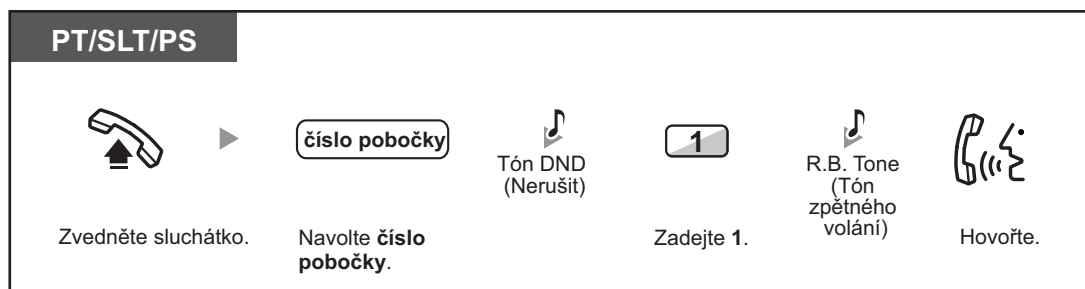 PT/SLT/PS
číslo pobočky
1
Tón DND
(Nerušit)
R.B. Tone
(Tón
zpětného
volání)
Zvedněte sluchátko.
Navolte číslo
pobočky.
Zadejte 1.
Hovořte.